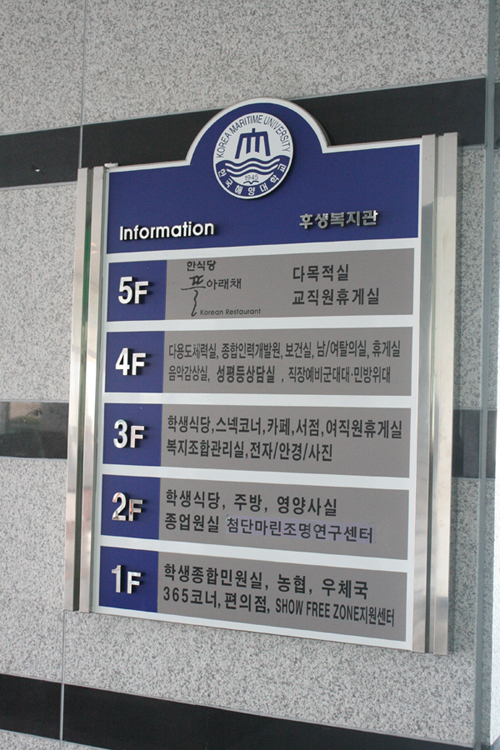 KOREA MARITIME UNIVERSITY
1945
한국해양대학교
Information 후생복지관
5F
한식당
풀 아래채
Korean Restaurant
다목적실
교직원휴게실
4F
다용도체력실, 종합인력개발원, 보건실, 남/여탈의실, 휴게실
음악감상실, 성평등상담실 , 직장예비군대대·민방위대
3F
학생식당, 스넥코너, 카페, 서점, 여직원휴게실
복지조합관리실, 전자/안경/사진
2F
학생식당, 주방, 영양사실
종업원실 첨단마린조명연구센터
1F
학생종합민원실, 농협, 우체국
365코너, 편의점, SHOW FREE ZONE지원센터